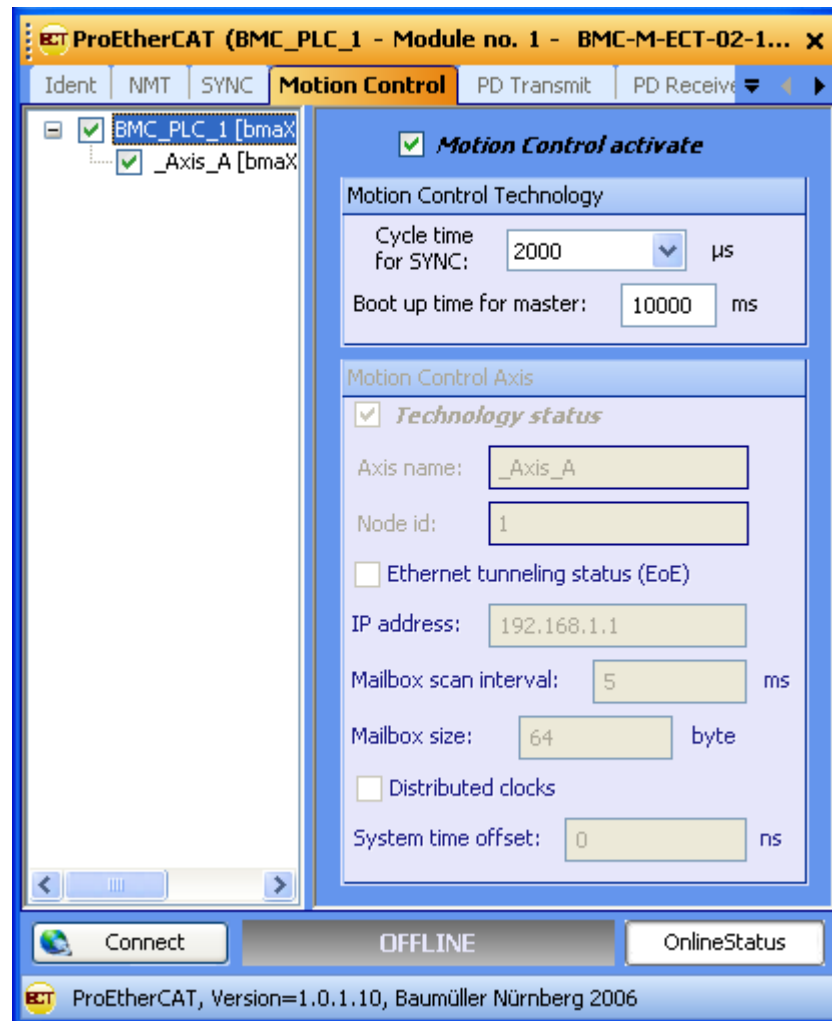 ECT ProEtherCAT (BMC_PLC_1 - Module no. 1 - BMC-M-ECT-02-1...
Ident NMT SYNC Motion Control PD Transmit PD Receive
BMC_PLC_1 [bmaX
_Axis_A [bmaX
Motion Control activate
Motion Control Technology
Cycle time
for SYNC: 2000 µs
Boot up time for master: 10000 ms
Motion Control Axis
Technology status
Axis name: _Axis_A
Node id: 1
Ethernet tunneling status (EoE)
IP address: 192.168.1.1
Mailbox scan interval: 5 ms
Mailbox size: 64 byte
Distributed clocks
System time offset: 0 ns
Connect OFFLINE OnlineStatus
ECT ProEtherCAT, Version=1.0.1.10, Baumüller Nürnberg 2006